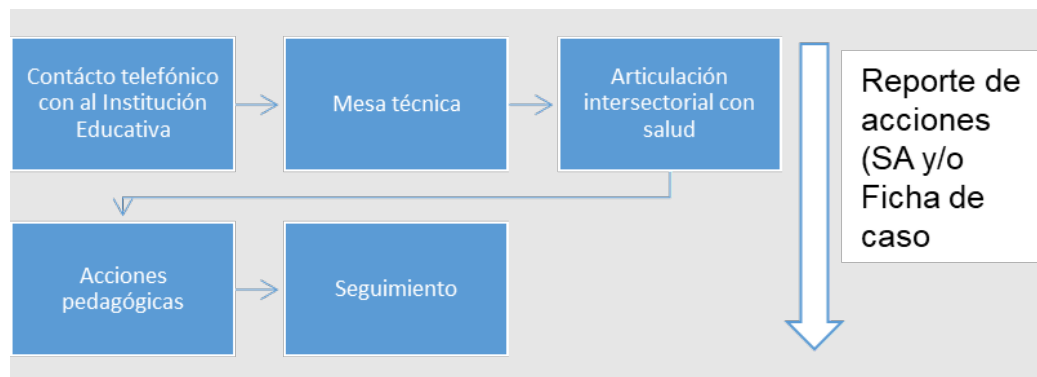 Contácto telefónico
con al Institución
Educativa
Mesa técnica
Articulación
intersectorial con
salud
Acciones
pedagógicas
Seguimiento
Reporte de
acciones
(SA y/o
Ficha de
caso